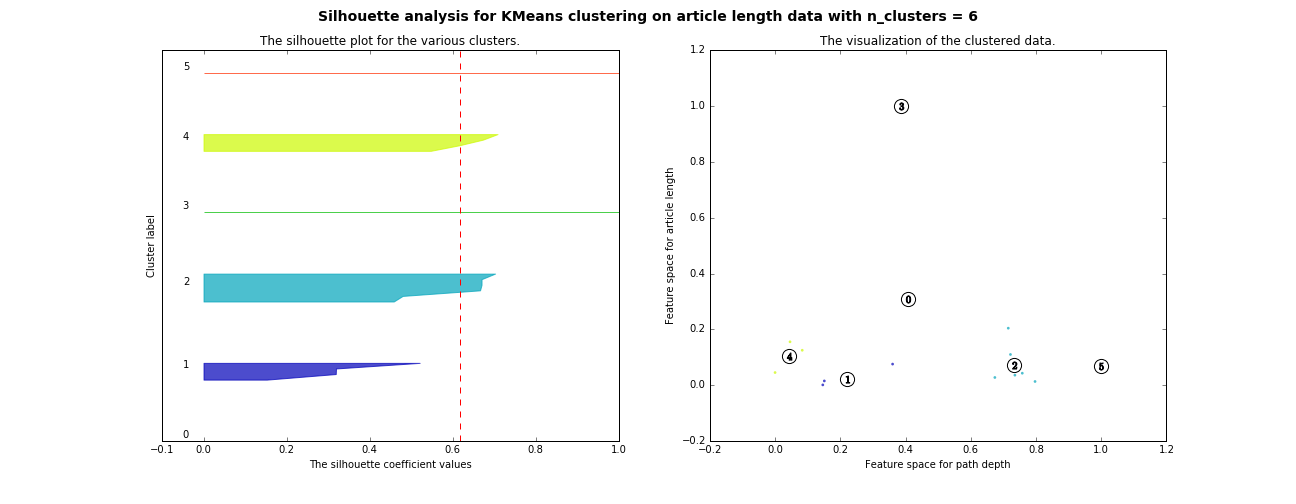 Silhouette analysis for KMeans clustering on article length data with n_clusters = 6
The silhouette plot for the various clusters.
Cluster label
5
4
3
2
1
0
−0.1 0.0 0.2 0.4 0.6 0.8 1.0
The silhouette coefficient values
The visualization of the clustered data.
Feature space for article length
1.2
1.0
0.8
0.6
0.4
0.2
0.0
−0.2
3
0
4
1
2
5
−0.2 0.0 0.2 0.4 0.6 0.8 1.0 1.2
Feature space for path depth